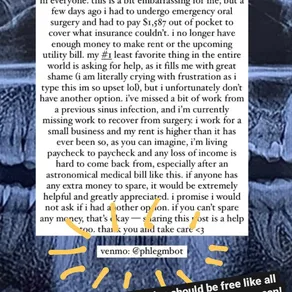 hi everyone. this is a bit embarrassing for me, but a
few days ago i had to undergo emergency oral
surgery and had to pay $1,587 out of pocket to
cover what insurance couldn't. i no longer have
enough money to make rent or the upcoming
utility bill. my #1 least favorite thing in the entire
world is asking for help, as it fills me with great
shame (i am literally crying with frustration as i
type this im so upset lol), but i unfortunately don't
have another option. i've missed a bit of work from
a previous sinus infection, and i'm currently
missing work to recover from surgery. i work for a
small business and my rent is higher than it has
ever been so, as you can imagine, i'm living
paycheck to paycheck and any loss of income is
hard to come back from, especially after an
astronomical medical bill like this. if anyone has
any extra money to spare, it would be extremely
helpful and greatly appreciated. i promise i would
not ask if i had another option. if you can't spare
any money, that's okay — sharing this post is a help
too. thank you and take care <3
venmo: @phlegmbot
should be free like all